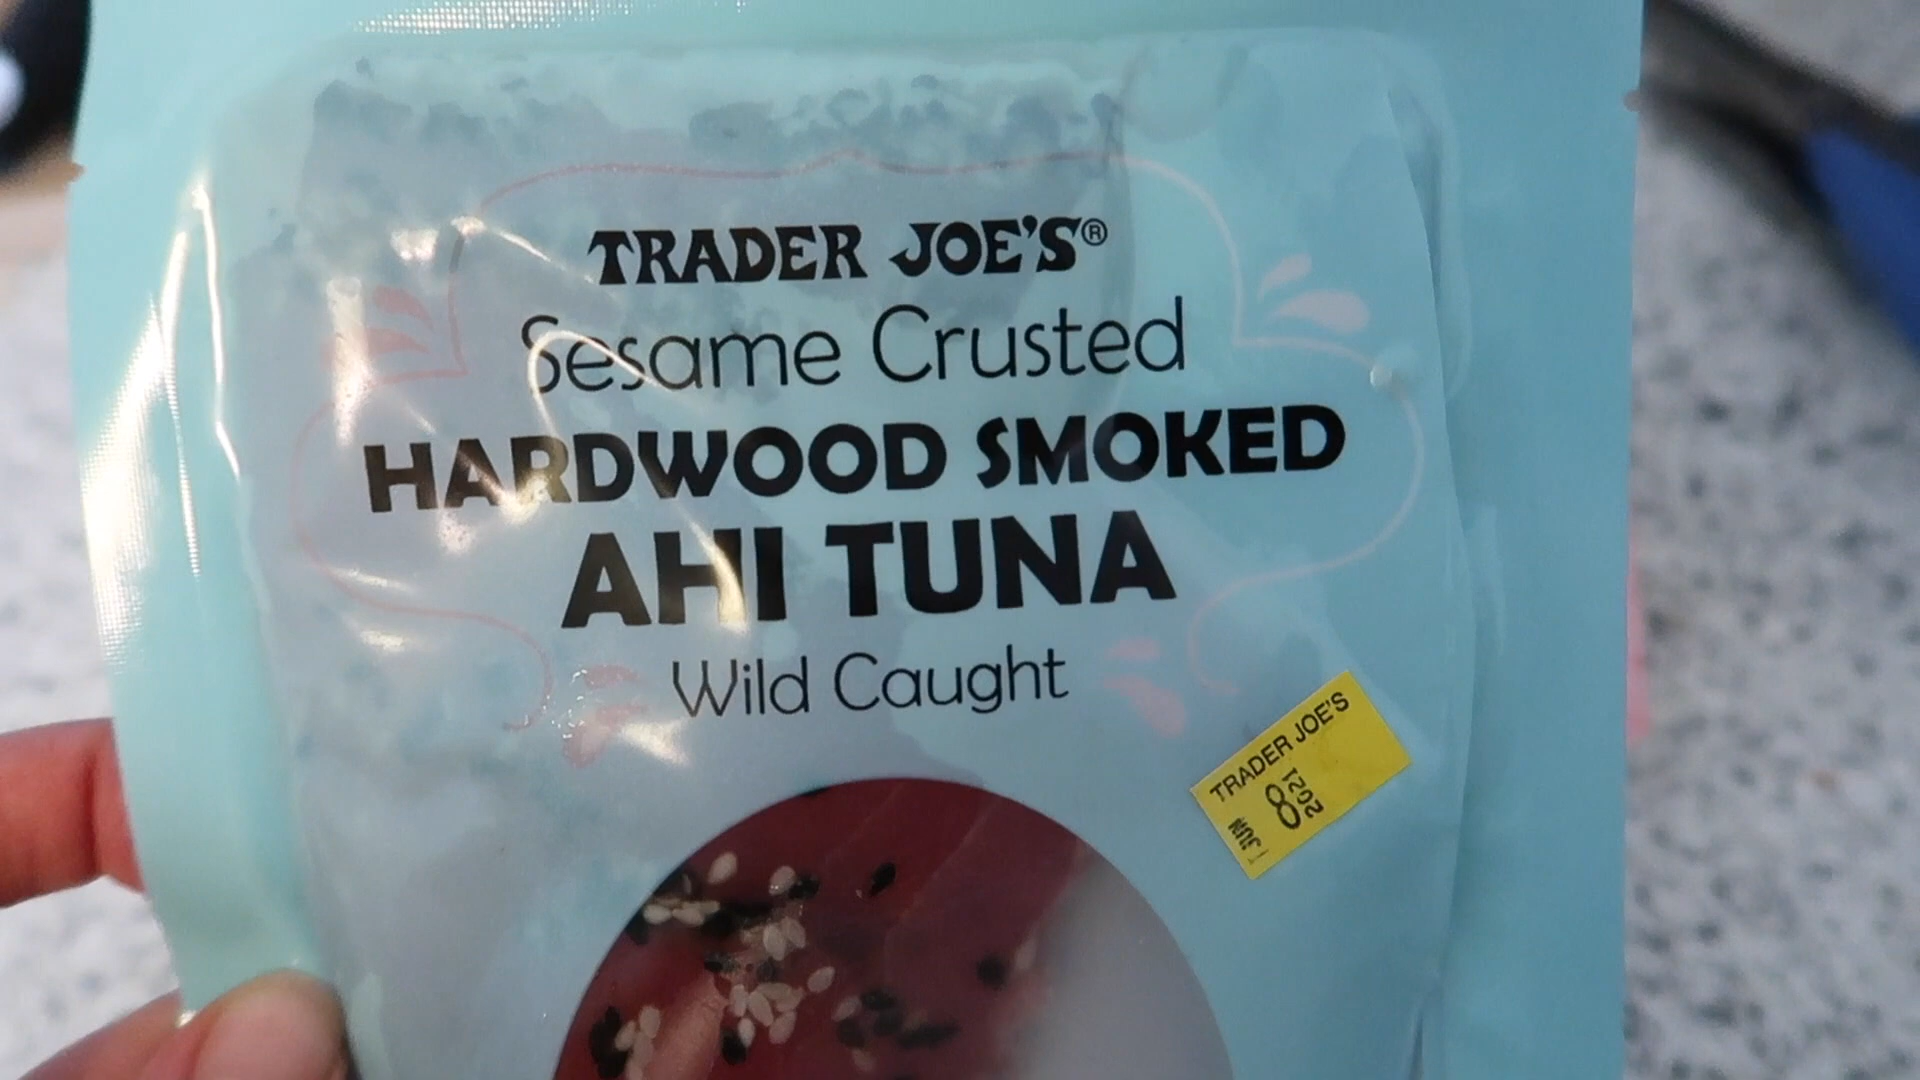 TRADER JOE'S®
Sesame Crusted
HARDWOOD SMOKED
AHI TUNA
Wild Caught
TRADER JOE'S
JUN 8 2021